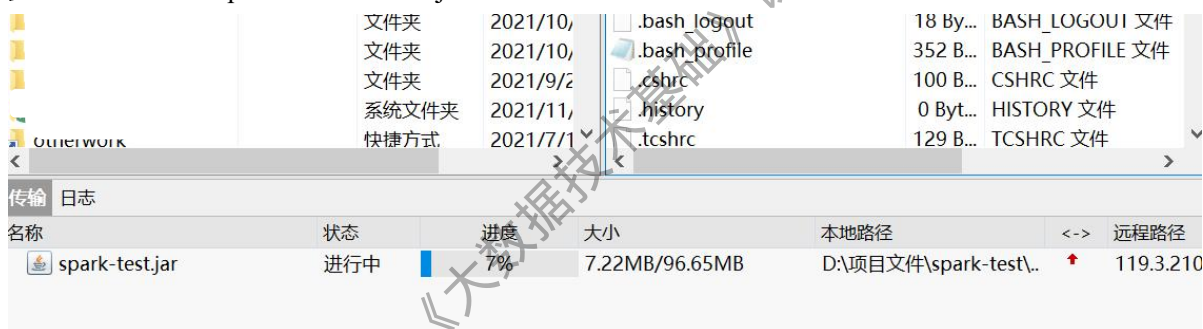 文件夹 2021/10/ .bash_logout 18 By... BASH_LOGOUT 文件
文件夹 2021/10/ .bash_profile 352 B... BASH_PROFILE 文件
文件夹 2021/9/2 .cshrc 100 B... CSHRC 文件
系统文件夹 2021/11/ .history 0 Byt... HISTORY 文件
otherwork 快捷方式 2021/7/1 .tcshrc 129 B... TCSHRC 文件
传输 日志
名称 状态 进度 大小 本地路径 <-> 远程路径
spark-test.jar 进行中 7% 7.22MB/96.65MB D:\项目文件\spark-test\.. 119.3.210
《大数据技术基础》